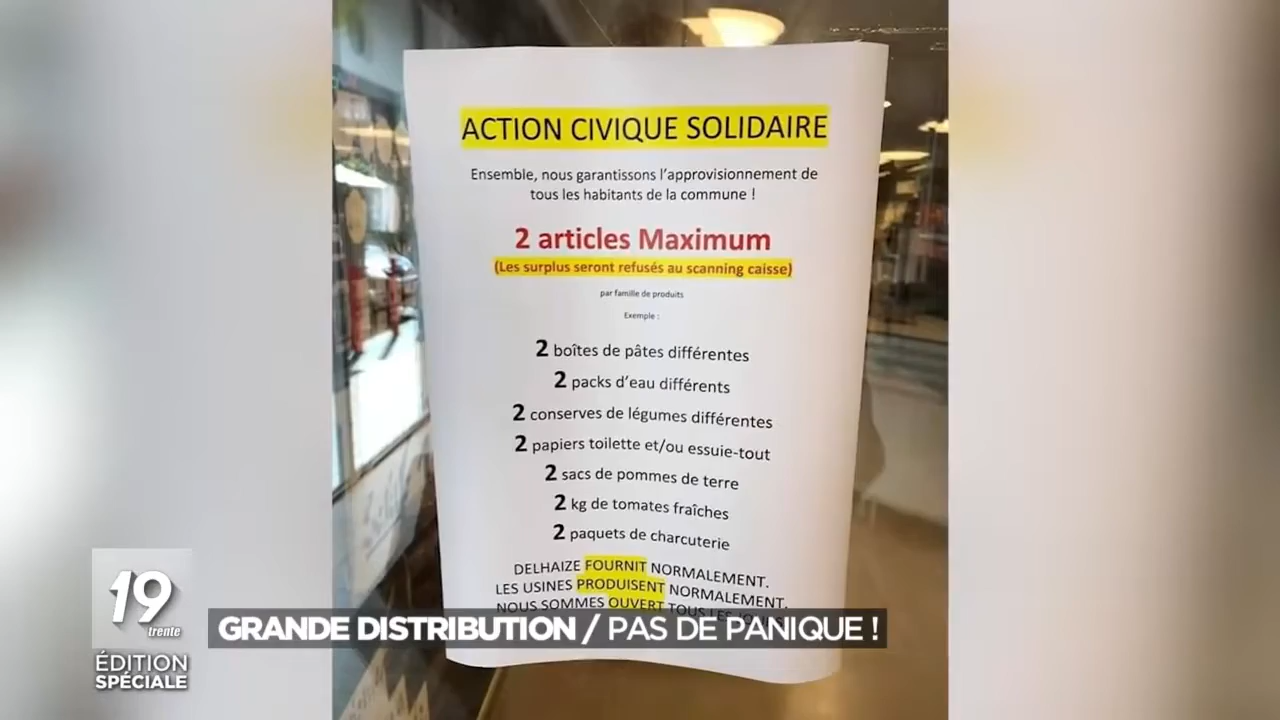 ACTION CIVIQUE SOLIDAIRE
Ensemble, nous garantissons l'approvisionnement de
tous les habitants de la commune !
2 articles Maximum
(Les surplus seront refusés au scanning caisse)
par famille de produits
Exemple :
2 boîtes de pâtes différentes
2 packs d'eau différents
2 conserves de légumes différentes
2 papiers toilette et/ou essuie-tout
2 sacs de pommes de terre
2 kg de tomates fraîches
2 paquets de charcuterie
DELHAIZE FOURNIT NORMALEMENT.
LES USINES PRODUISENT NORMALEMENT.
NOUS SOMMES OUVERT TOUS LES JOURS
19
trente
ÉDITION
SPÉCIALE
GRANDE DISTRIBUTION / PAS DE PANIQUE !